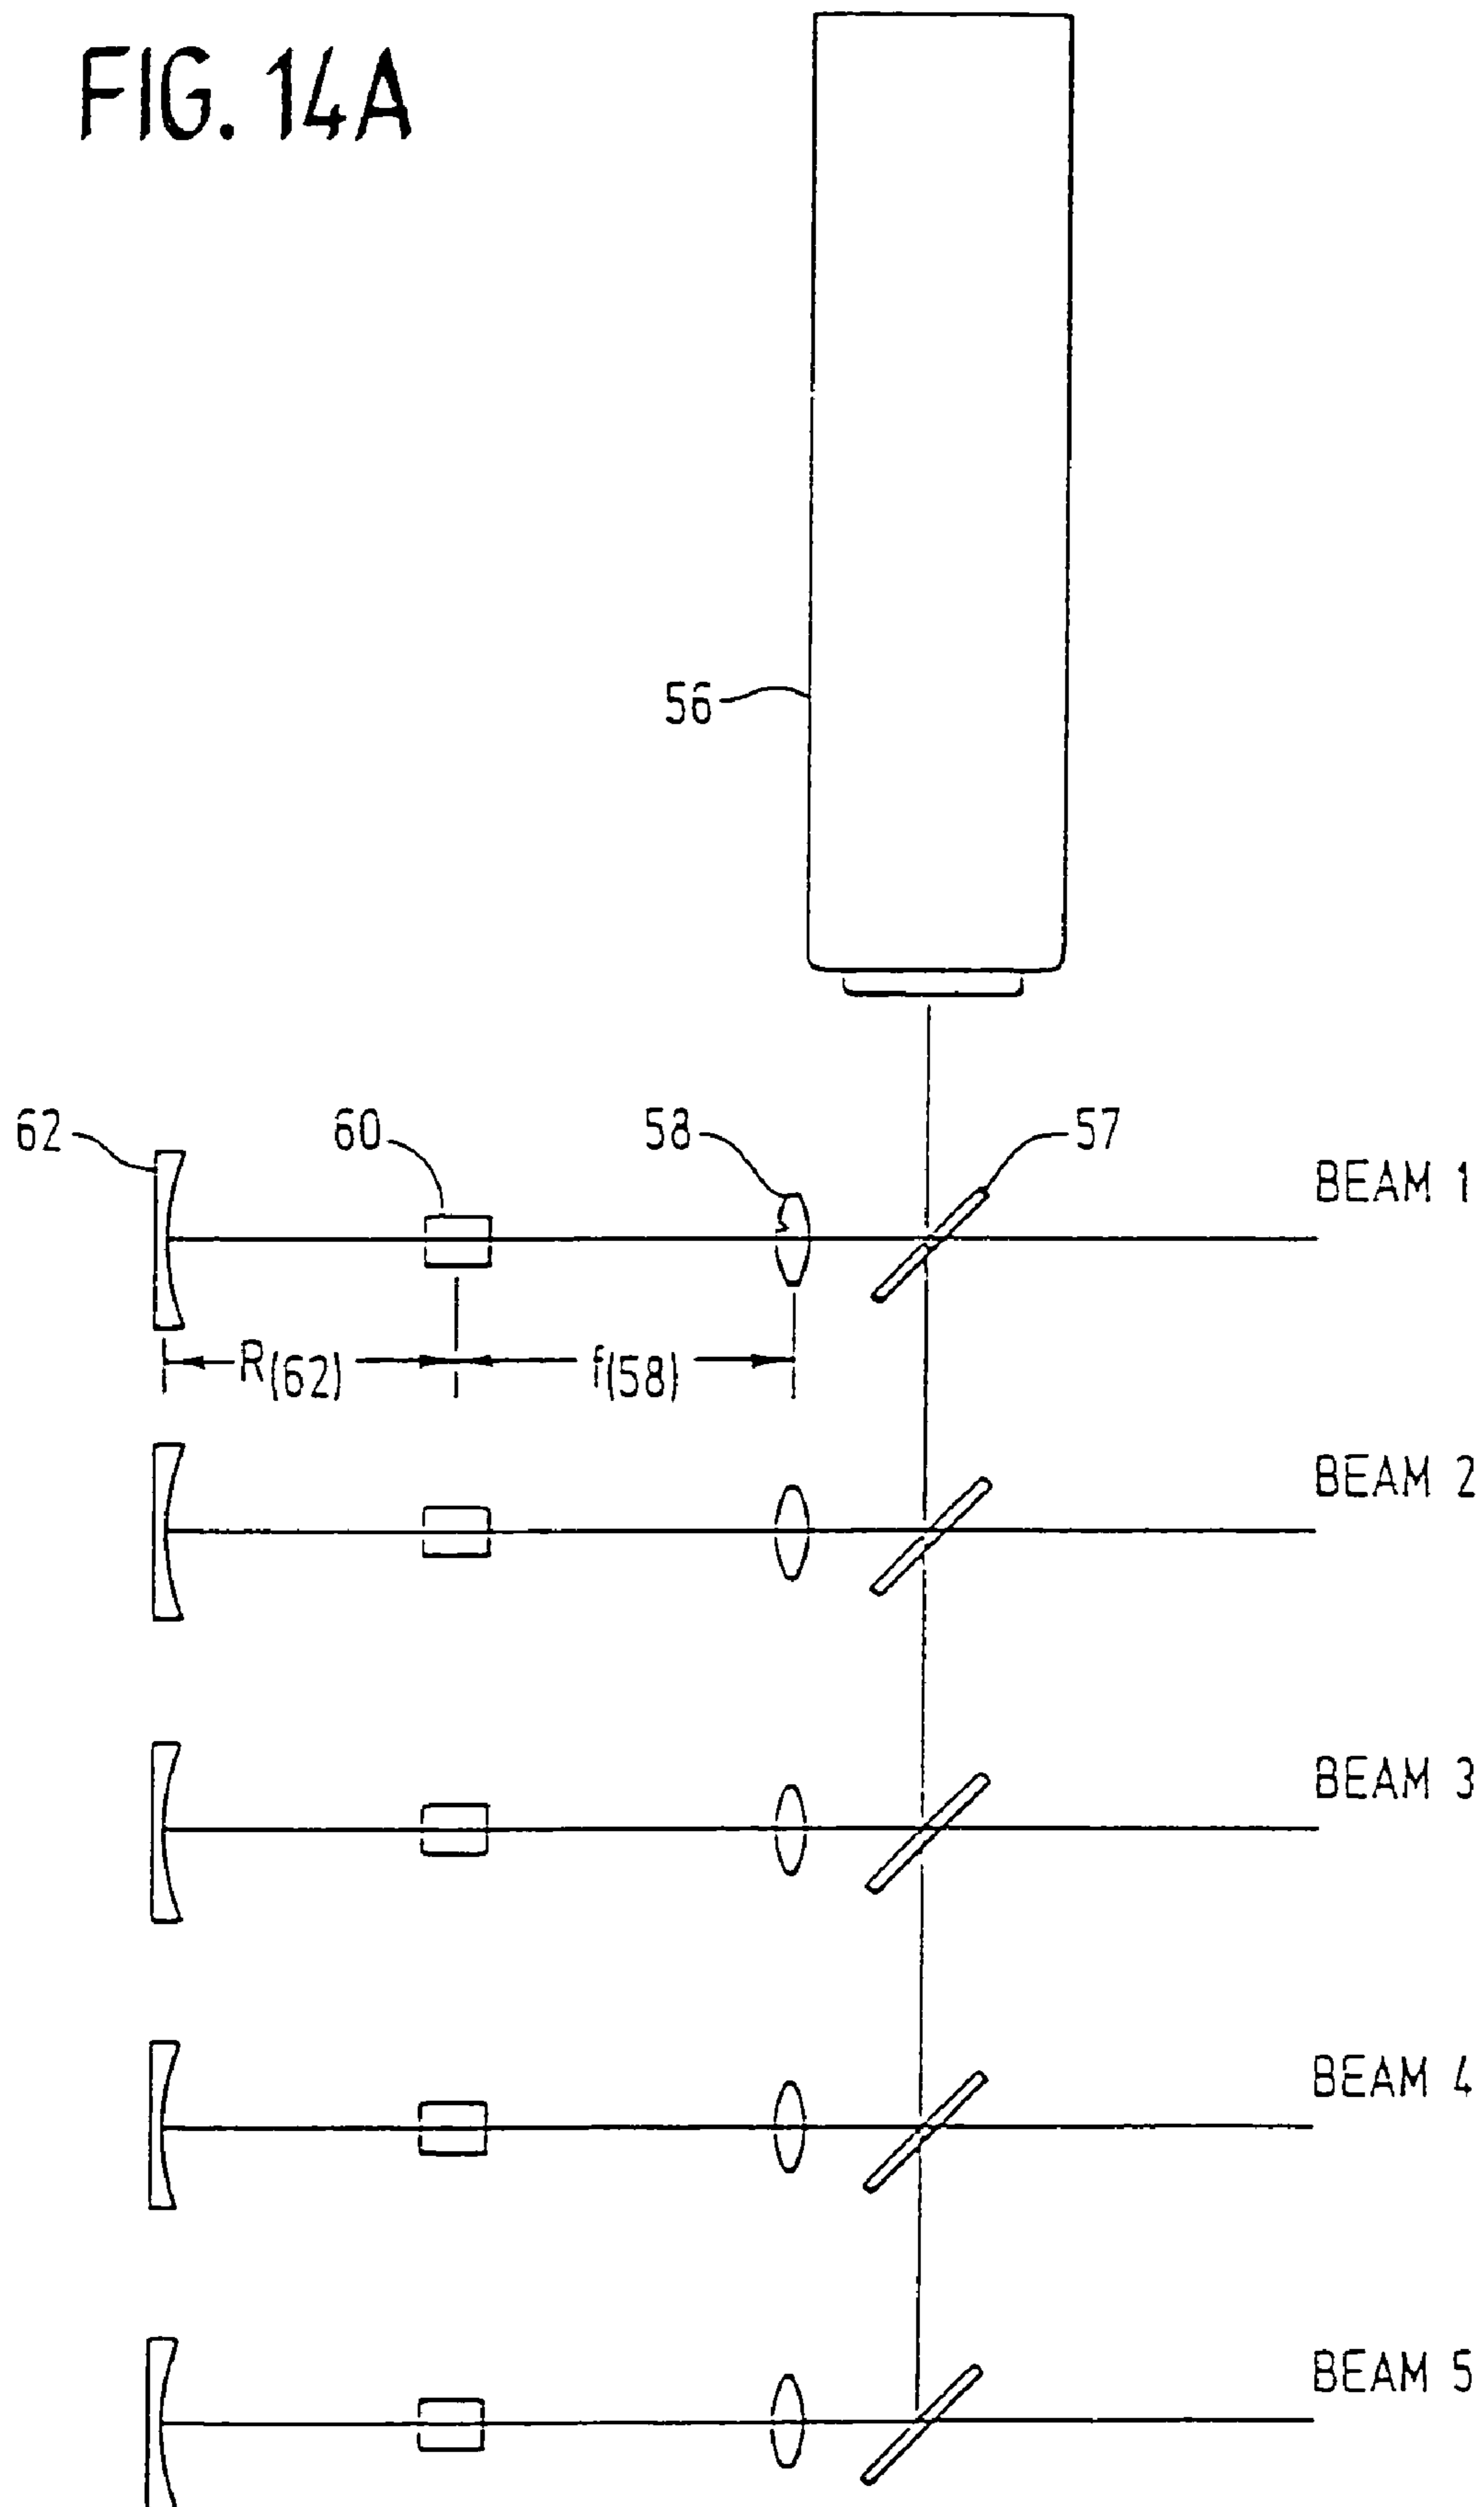 FIG. 14A
56
62
60
58
57
BEAM 1
R(62)
f(58)
BEAM 2
BEAM 3
BEAM 4
BEAM 5